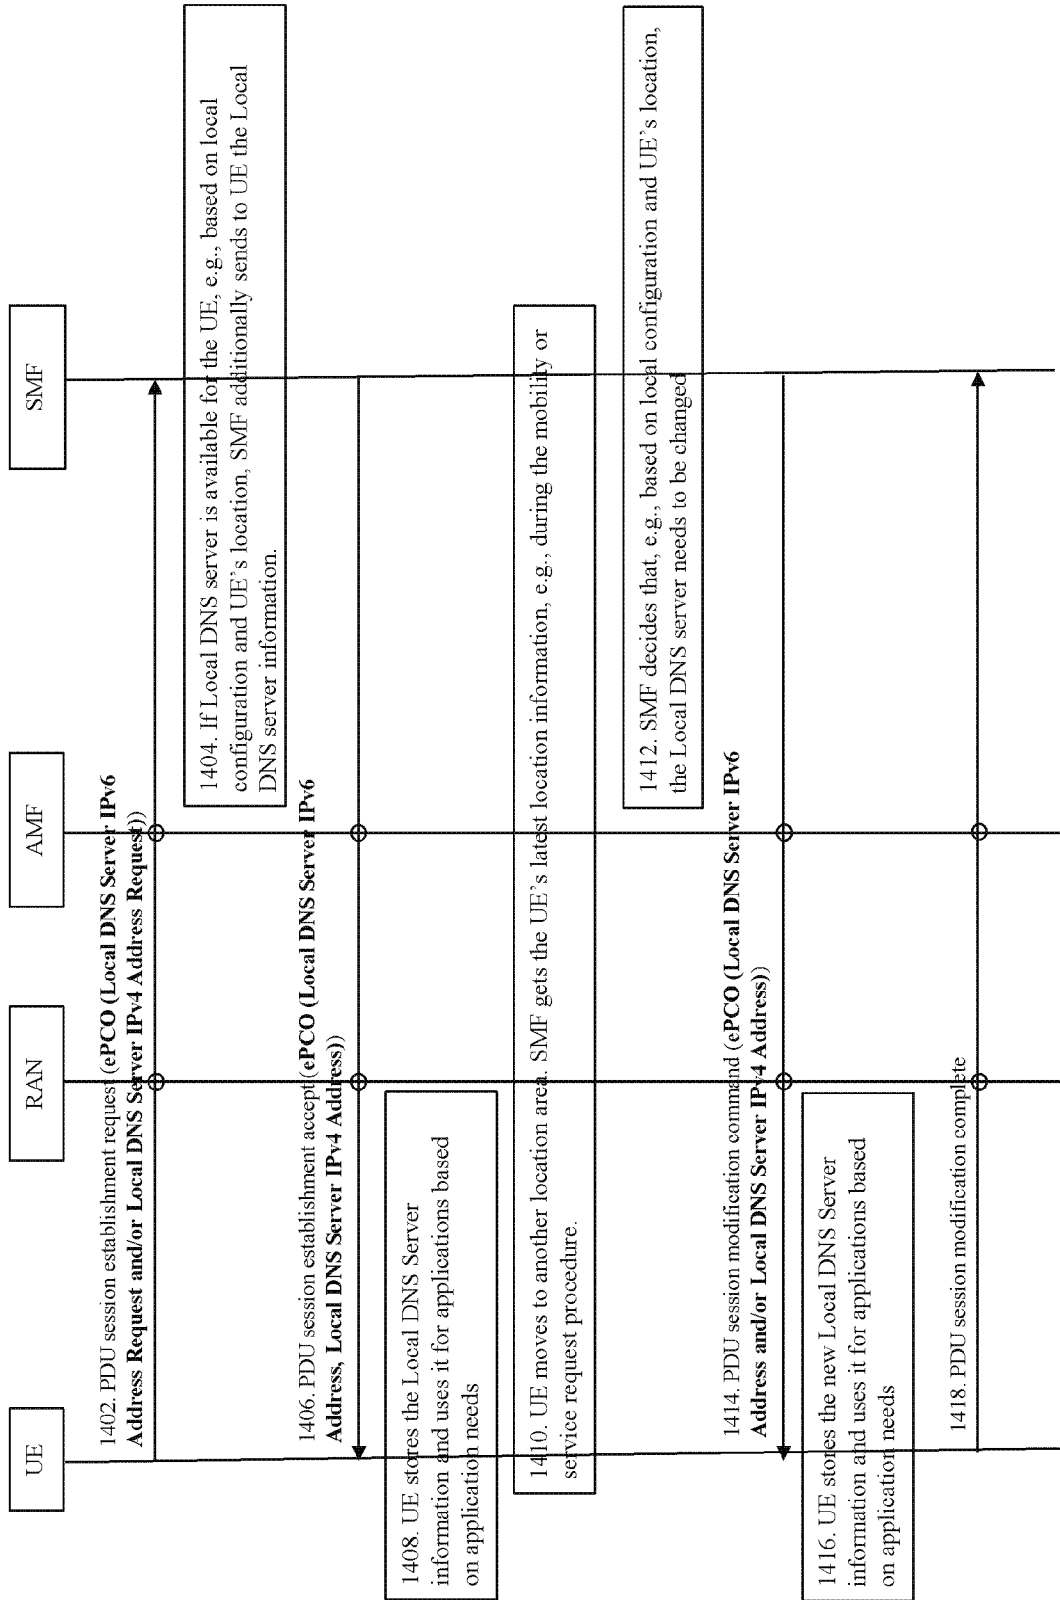 UE
RAN
AMF
SMF
1402. PDU session establishment request (ePCO (Local DNS Server IPv6
Address Request and/or Local DNS Server IPv4 Address Request))
1404. If Local DNS server is available for the UE, e.g., based on local
configuration and UE's location, SMF additionally sends to UE the Local
DNS server information.
1406. PDU session establishment accept (ePCO (Local DNS Server IPv6
Address, Local DNS Server IPv4 Address))
1408. UE stores the Local DNS Server
information and uses it for applications based
on application needs
1410. UE moves to another location area. SMF gets the UE's latest location information, e.g., during the mobility or
service request procedure.
1412. SMF decides that, e.g., based on local configuration and UE's location,
the Local DNS server needs to be changed
1414. PDU session modification command (ePCO (Local DNS Server IPv6
Address and/or Local DNS Server IPv4 Address))
1416. UE stores the new Local DNS Server
information and uses it for applications based
on application needs
1418. PDU session modification complete